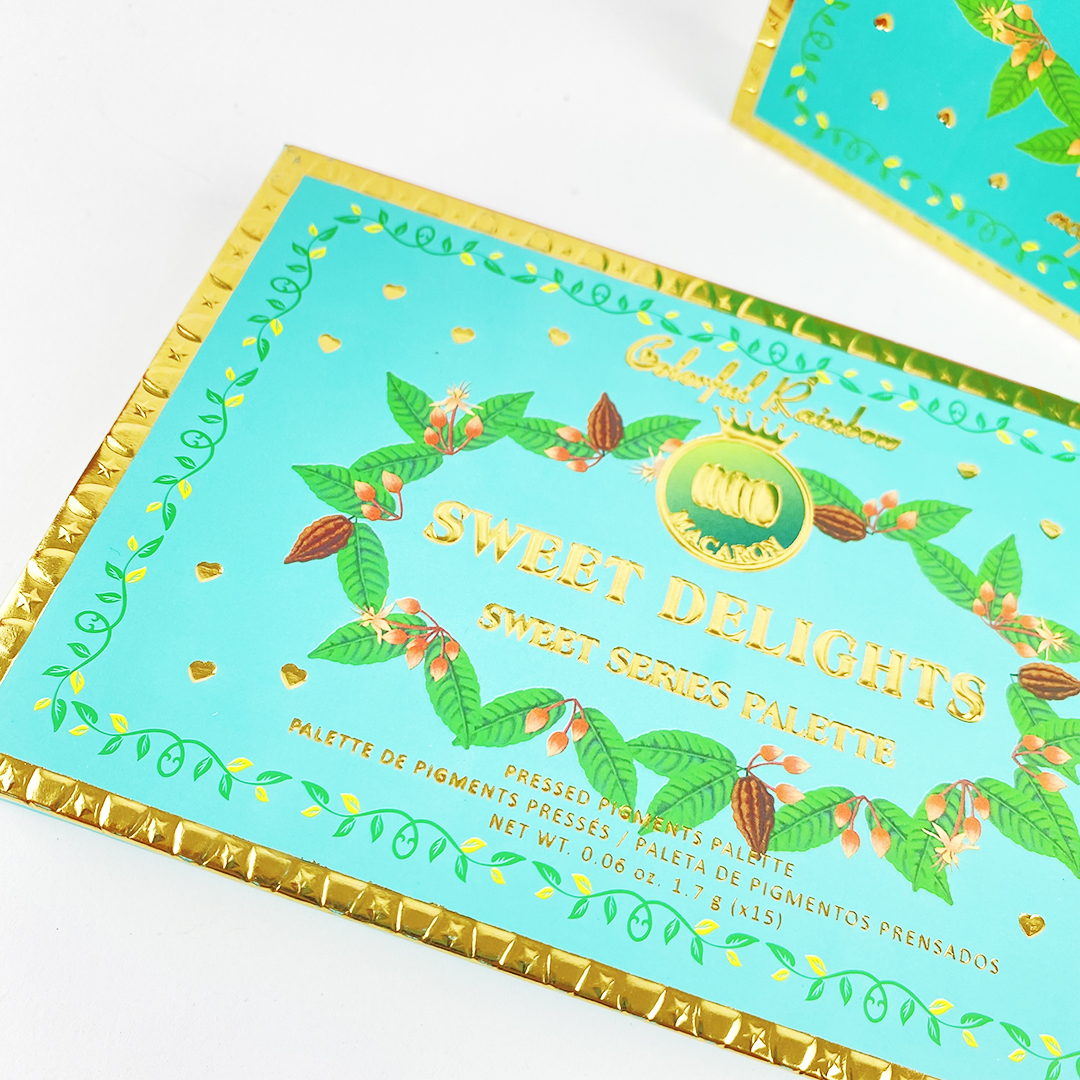 Colorful Rainbow
MACARON
SWEET DELIGHTS
SWEET SERIES PALETTE
PRESSED PIGMENTS PALETTE
PALETTE DE PIGMENTS PRESSÉS / PALETA DE PIGMENTOS PRENSADOS
NET WT. 0.06 oz. 1.7 g (x15)